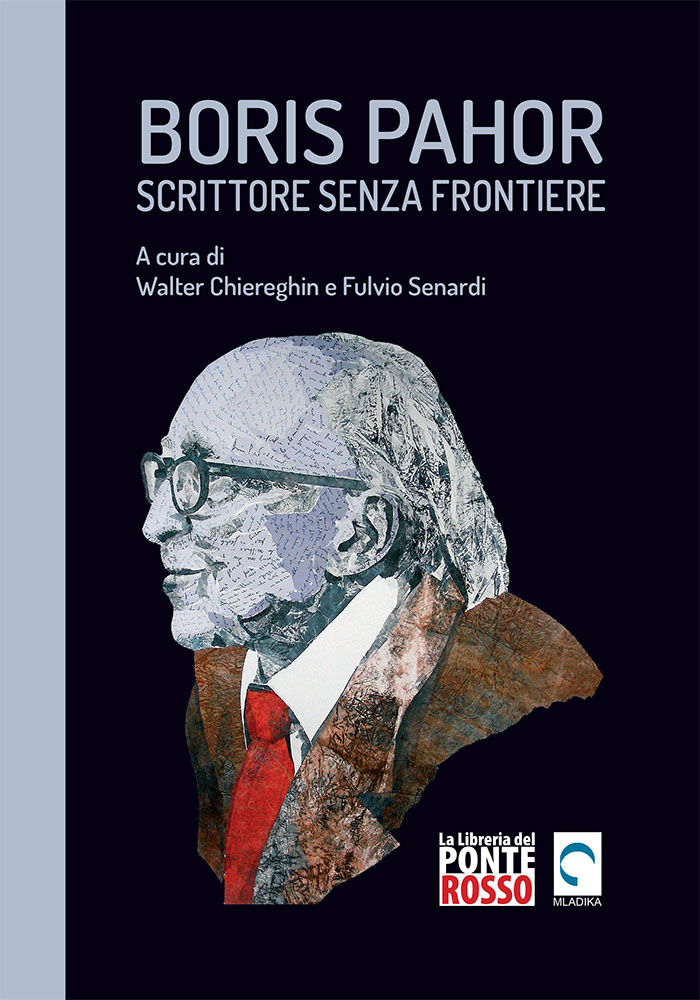 BORIS PAHOR
SCRITTORE SENZA FRONTIERE
A cura di
Walter Chiereghin e Fulvio Senardi
La Libreria del
PONTE
ROSSO
MLADIKA